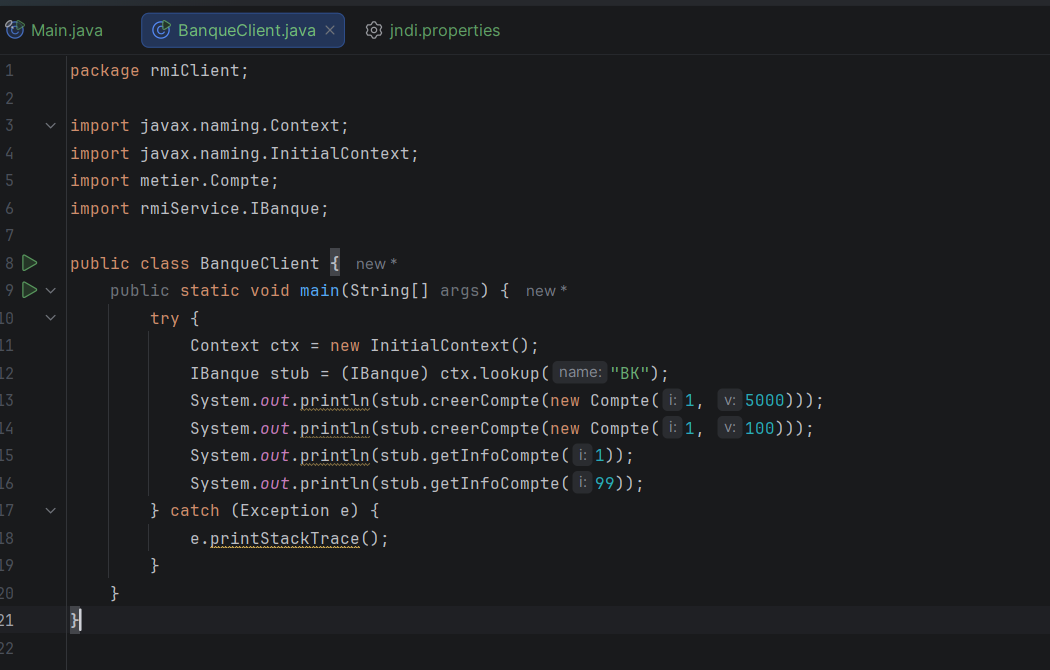 Main.java BanqueClient.java jndi.properties
1 package rmiClient;
2
3 import javax.naming.Context;
4 import javax.naming.InitialContext;
5 import metier.Compte;
6 import rmiService.IBanque;
7
8 public class BanqueClient { new *
9 public static void main(String[] args) { new *
10 try {
11 Context ctx = new InitialContext();
12 IBanque stub = (IBanque) ctx.lookup( name: "BK");
13 System.out.println(stub.creerCompte(new Compte( i: 1, v: 5000)));
14 System.out.println(stub.creerCompte(new Compte( i: 1, v: 100)));
15 System.out.println(stub.getInfoCompte( i: 1));
16 System.out.println(stub.getInfoCompte( i: 99));
17 } catch (Exception e) {
18 e.printStackTrace();
19 }
20 }
21 }
22